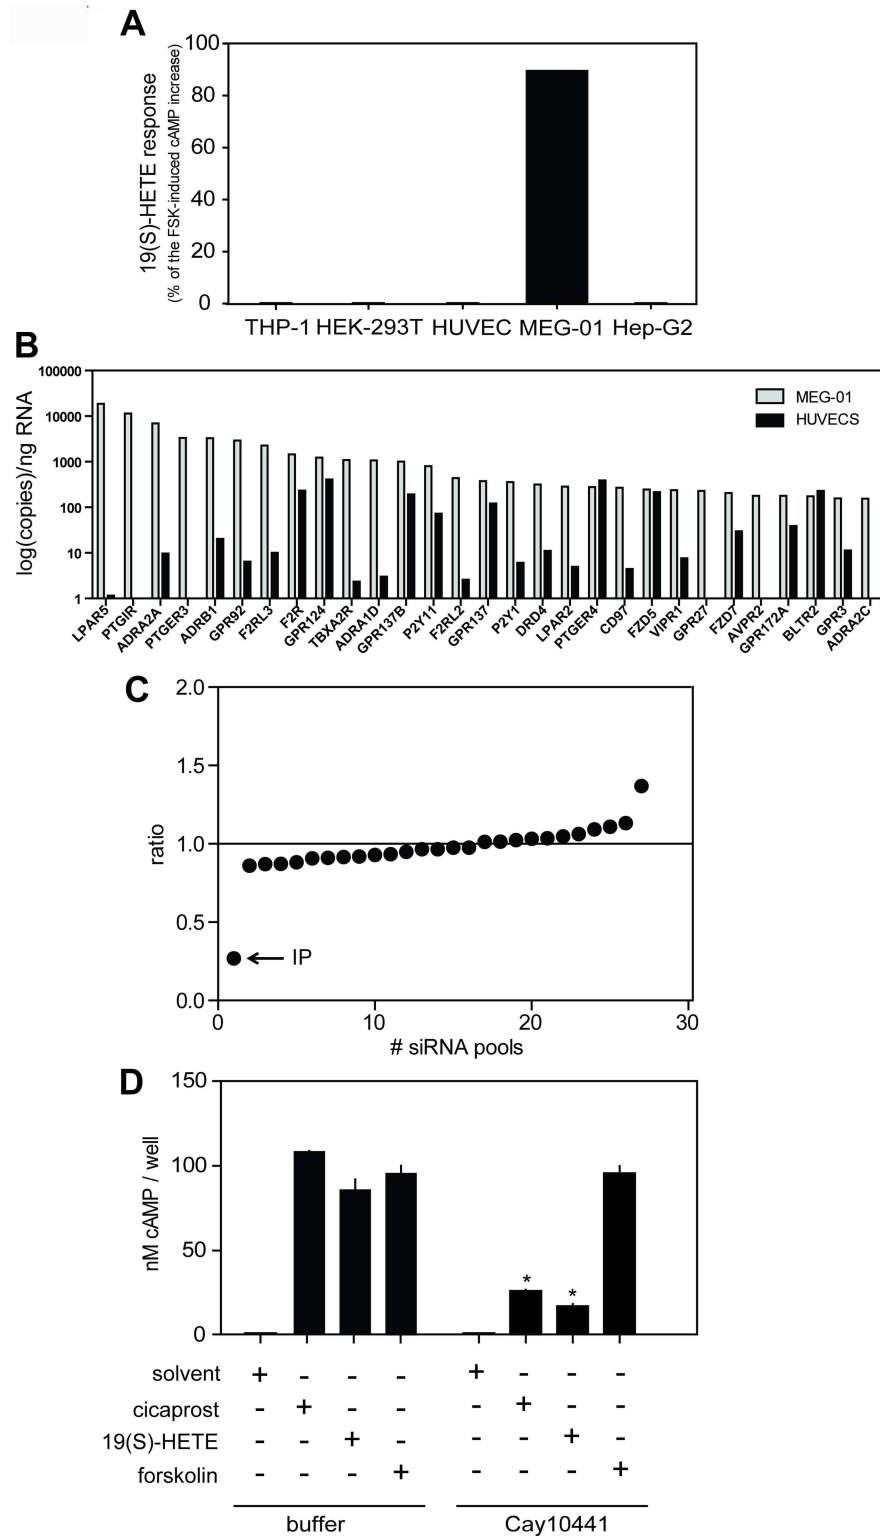 A
19(S)-HETE response
(% of the FSK-induced cAMP increase)
100
80
60
40
20
0
THP-1 HEK-293T HUVEC MEG-01 Hep-G2
B
log(copies)/ng RNA
100000
10000
1000
100
10
1
MEG-01
HUVECS
LPAR5 PTGIR ADRA2A PTGER3 ADRB1 GPR92 F2RL3 F2R GPR124 TBXA2R ADRA1D GPR137B P2Y11 F2RL2 GPR137 P2Y1 DRD4 LPAR2 PTGER4 CD97 FZD5 VIPR1 GPR27 FZD7 AVPR2 GPR172A BLTR2 GPR3 ADRA2C
C
ratio
2.0
1.5
1.0
0.5
0.0
IP
0 10 20 30
# siRNA pools
D
nM cAMP / well
150
100
50
0
* *
solvent + - - - + - - -
cicaprost - + - - - + - -
19(S)-HETE - - + - - - + -
forskolin - - - + - - - +
buffer Cay10441